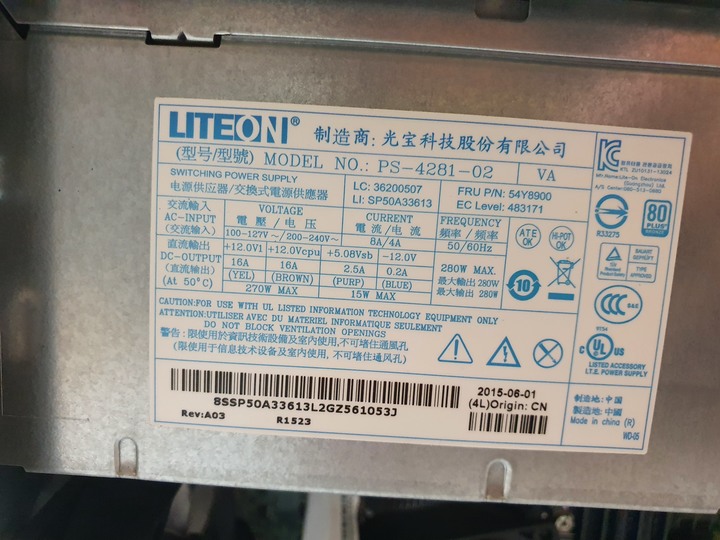 LITEON® 制造商: 光宝科技股份有限公司
(型号/型號) MODEL NO.: PS-4281-02 VA
SWITCHING POWER SUPPLY
电源供应器/交換式電源供應器
LC: 36200507
LI: SP50A33613
FRU P/N: 54Y8900
EC Level: 483171
交流輸入
AC-INPUT
(交流输入)
VOLTAGE
電壓 / 电压
CURRENT
電流 / 电流
FREQUENCY
頻率 / 频率
100-127V~/200-240V~
8A/4A
50/60Hz
直流輸出
DC-OUTPUT
(直流输出)
(At 50°C)
+12.0V1 +12.0Vcpu +5.08Vsb -12.0V
16A 16A 2.5A 0.2A
(YEL) (BROWN) (PURP) (BLUE)
270W MAX 15W MAX
280W MAX.
最大輸出 280W
最大输出 280W
ATE OK
HI-POT OK
10
CAUTION:FOR USE WITH UL LISTED INFORMATION TECHNOLOGY EQUIPMENT ONLY
ATTENTION:UTILISER AVEC DU MATERIEL INFORMATIQUE SEULEMENT
DO NOT BLOCK VENTILATION OPENINGS
警告: 限使用於資訊技術設備及室內使用,不可堵住通風孔
(限使用于信息技术设备及室内使用,不可堵住通风孔)
8SSP50A33613L2GZ561053J
Rev:A03 R1523
2015-06-01
(4L)Origin: CN
R33275
80
PLUS
BAUART GEPRÜFT
TYPE APPROVED
CCC
c UL US
LISTED ACCESSORY
I.T.E. POWER SUPPLY
制造地: 中国
製造地: 中國
Made in china (R)
WD-05